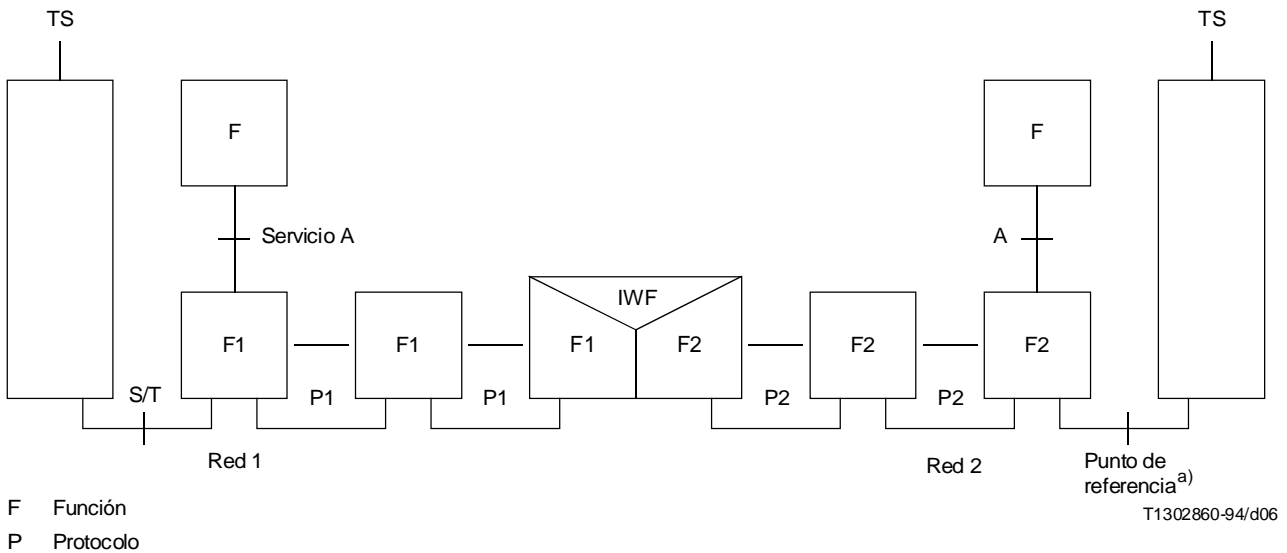 TS
TS
F
F
Servicio A
A
IWF
F1
F1
F1
F2
F2
F2
S/T
P1
P1
P2
P2
Red 1
Red 2
Punto de
referencia a)
F Función
T1302860-94/d06
P Protocolo